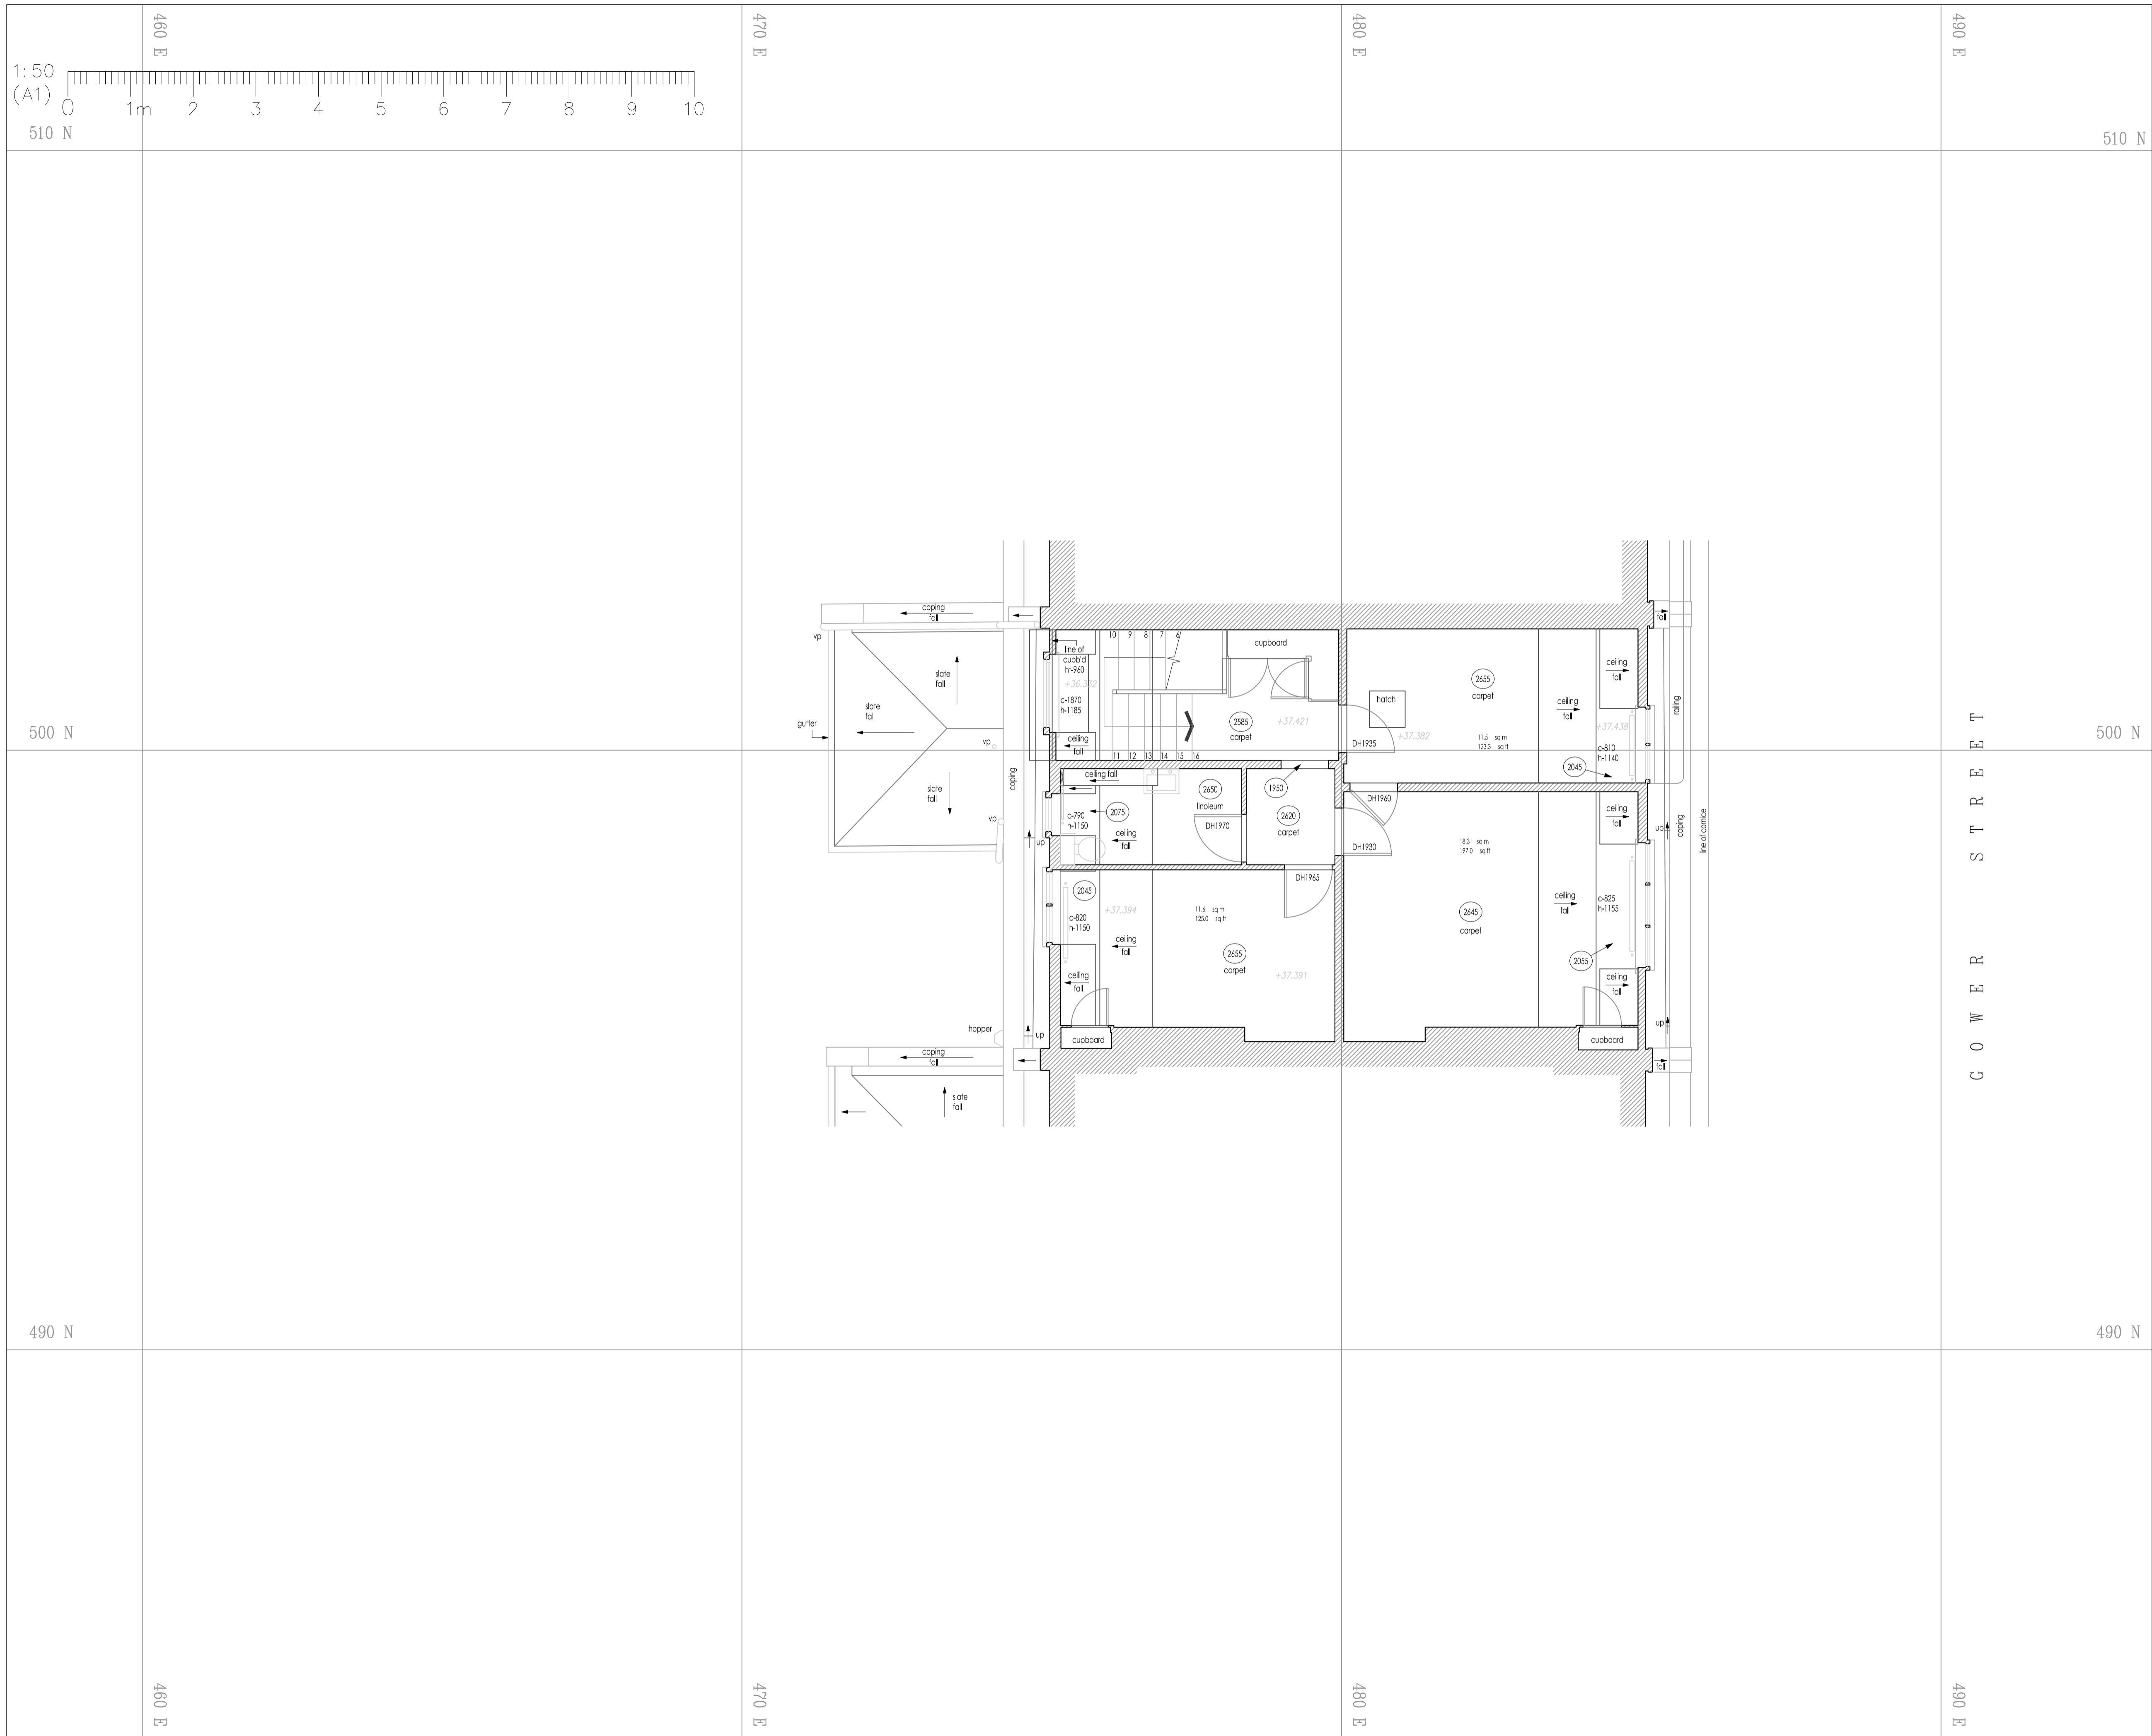 460 E
470 E
480 E
490 E
1:50
(A1)
0 1m 2 3 4 5 6 7 8 9 10
510 N
510 N
coping
fall
fall
vp
10 9 8 7 6
line of
cupb'd
ht-960
cupboard
slate
fall
+36.332
c-1870
h-1185
2655
carpet
ceiling
fall
hatch
ceiling
fall
railing
slate
fall
gutter
2585
carpet
+37.421
+37.382
+37.438
500 N
500 N
vp
ceiling
fall
11 12 13 14 15 16
DH1935
11.5 sq m
123.3 sq ft
c-810
h-1140
2045
coping
ceiling fall
slate
fall
2650
linoleum
1950
DH1960
vp
c-790
h-1150
2075
DH1970
2620
carpet
ceiling
fall
ceiling
fall
up
DH1930
18.3 sq m
197.0 sq ft
up
coping
line of cornice
2045
DH1965
c-820
h-1150
+37.394
11.6 sq m
125.0 sq ft
2645
carpet
ceiling
fall
c-825
h-1155
ceiling
fall
2655
carpet
+37.391
2055
ceiling
fall
ceiling
fall
hopper
up
cupboard
cupboard
up
coping
fall
fall
slate
fall
GOWER STREET
490 N
490 N
460 E
470 E
480 E
490 E